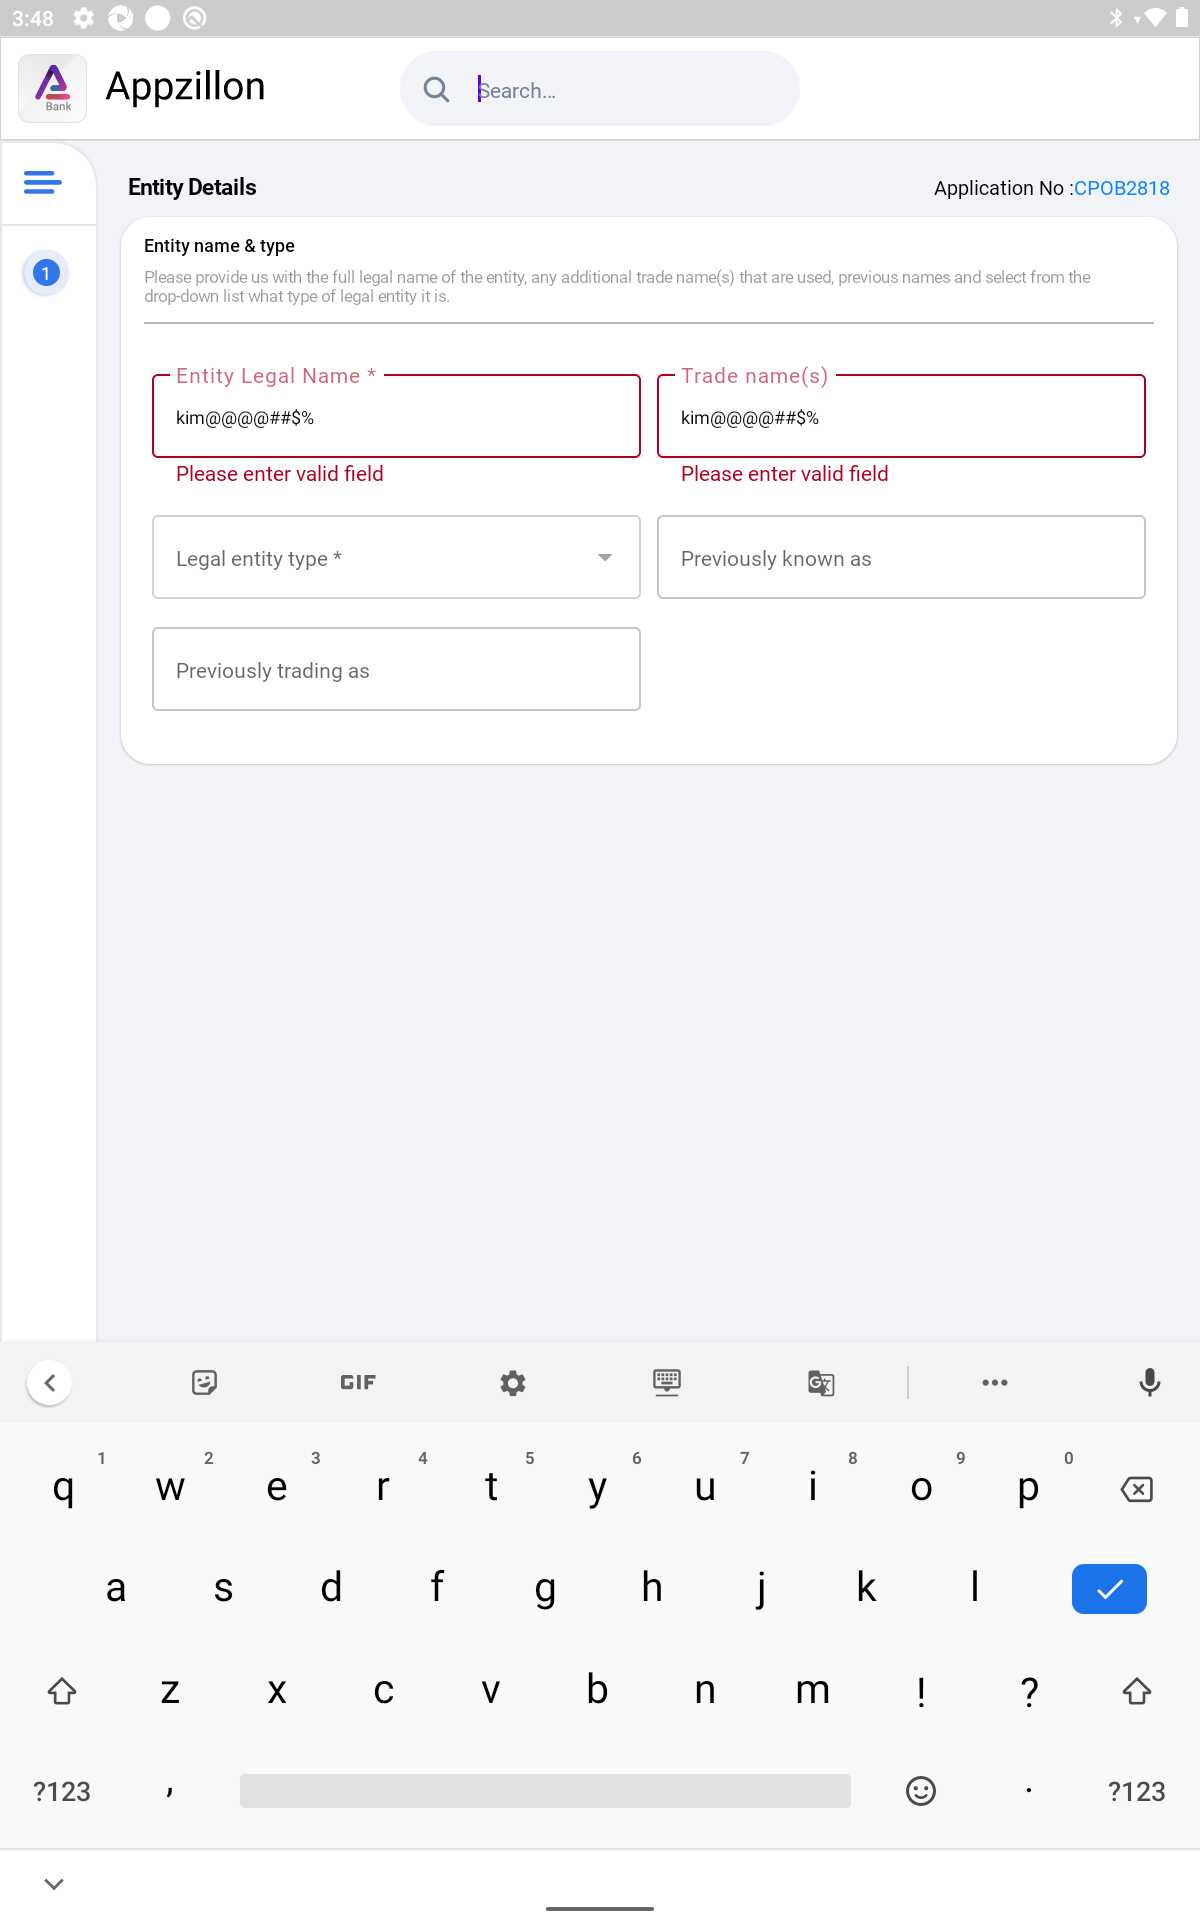 3:48
Bank
Appzillon
Search...
Entity Details
Application No :CPOB2818
1
Entity name & type
Please provide us with the full legal name of the entity, any additional trade name(s) that are used, previous names and select from the
drop-down list what type of legal entity it is.
Entity Legal Name *
Trade name(s)
kim@@@@##$%
kim@@@@##$%
Please enter valid field
Please enter valid field
Legal entity type *
Previously known as
Previously trading as
GIF
1 2 3 4 5 6 7 8 9 0
q w e r t y u i o p
a s d f g h j k l
z x c v b n m ! ?
?123 , . ?123